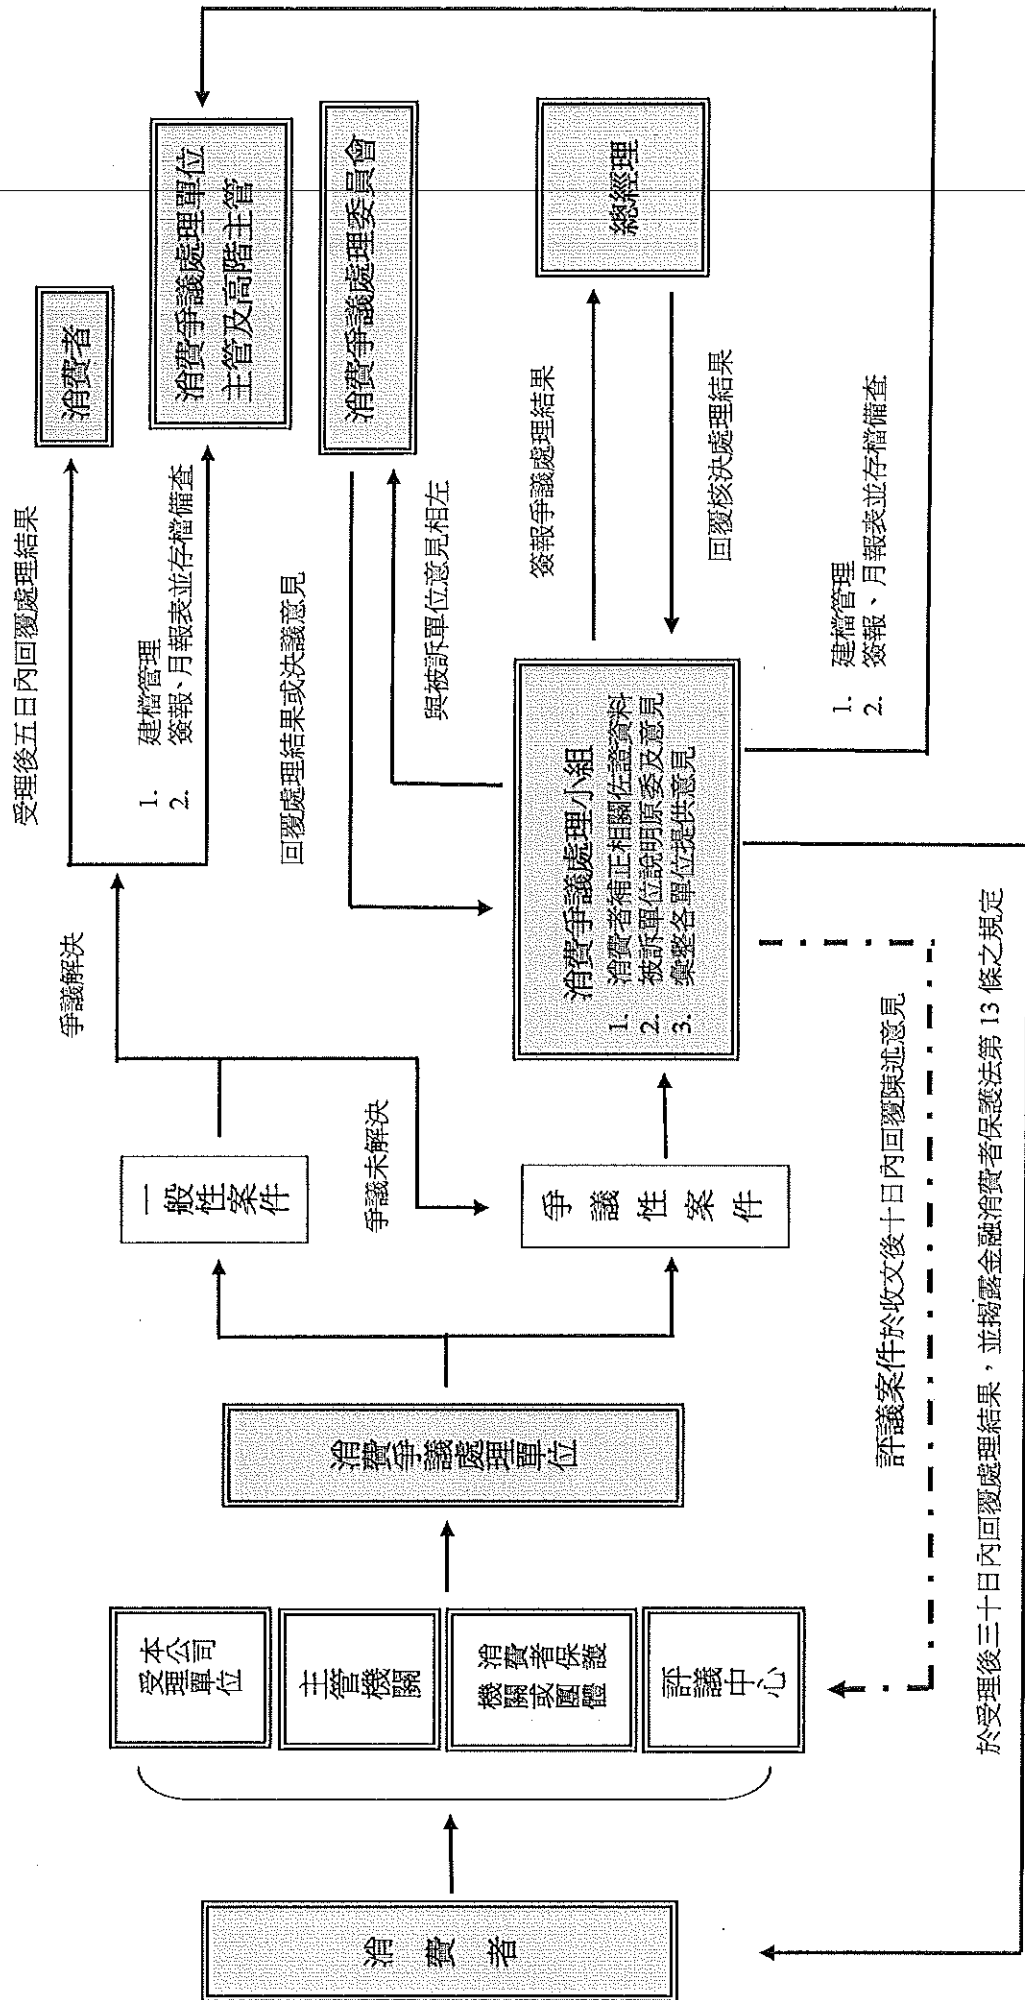 消費者
本公司
受理單位
主管機關
消費者保護
機關或團體
評議中心
消費爭議處理單位
一般性案件
爭議性案件
爭議解決
爭議未解決
受理後五日內回覆處理結果
消費者
1. 建檔管理
2. 簽報、月報表並存檔備查
消費爭議處理單位
主管及高階主管
回覆處理結果或決議意見
消費爭議處理委員會
與被訴單位意見相左
消費爭議處理小組
1. 消費者補正相關佐證資料
2. 被訴單位說明原委及意見
3. 彙整各單位提供意見
簽報爭議處理結果
總經理
回覆核決處理結果
1. 建檔管理
2. 簽報、月報表並存檔備查
評議案件於收文後十日內回覆陳述意見
於受理後三十日內回覆處理結果，並揭露金融消費者保護法第 13 條之規定